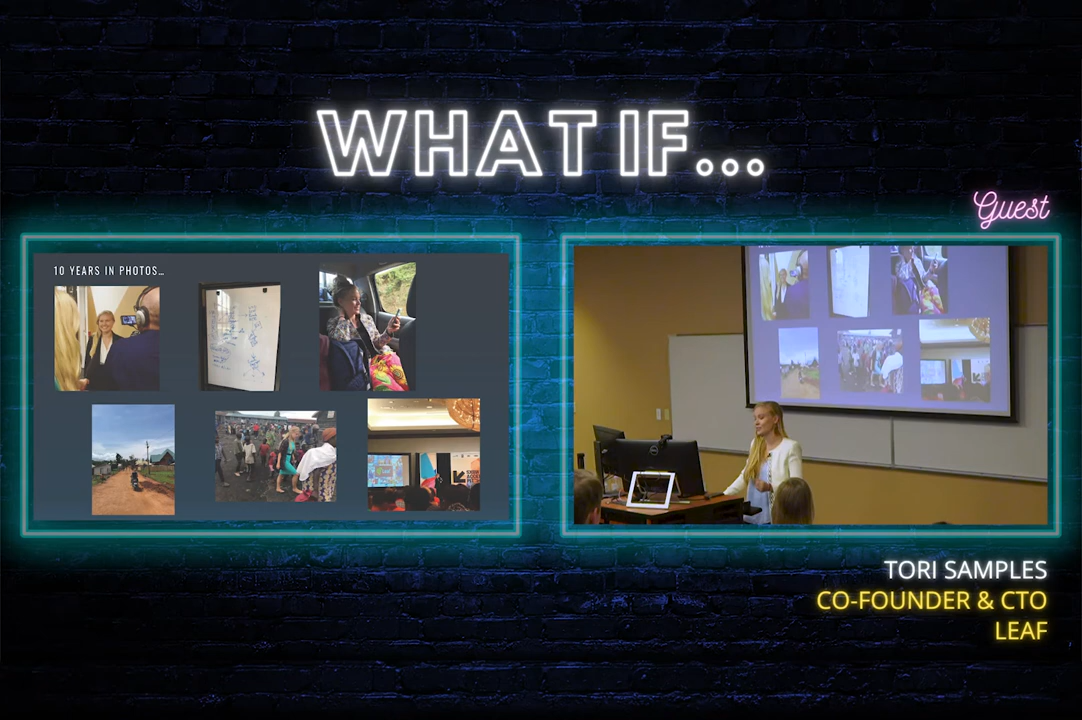 WHAT IF...
Guest
10 YEARS IN PHOTOS...
TORI SAMPLES
CO-FOUNDER & CTO
LEAF